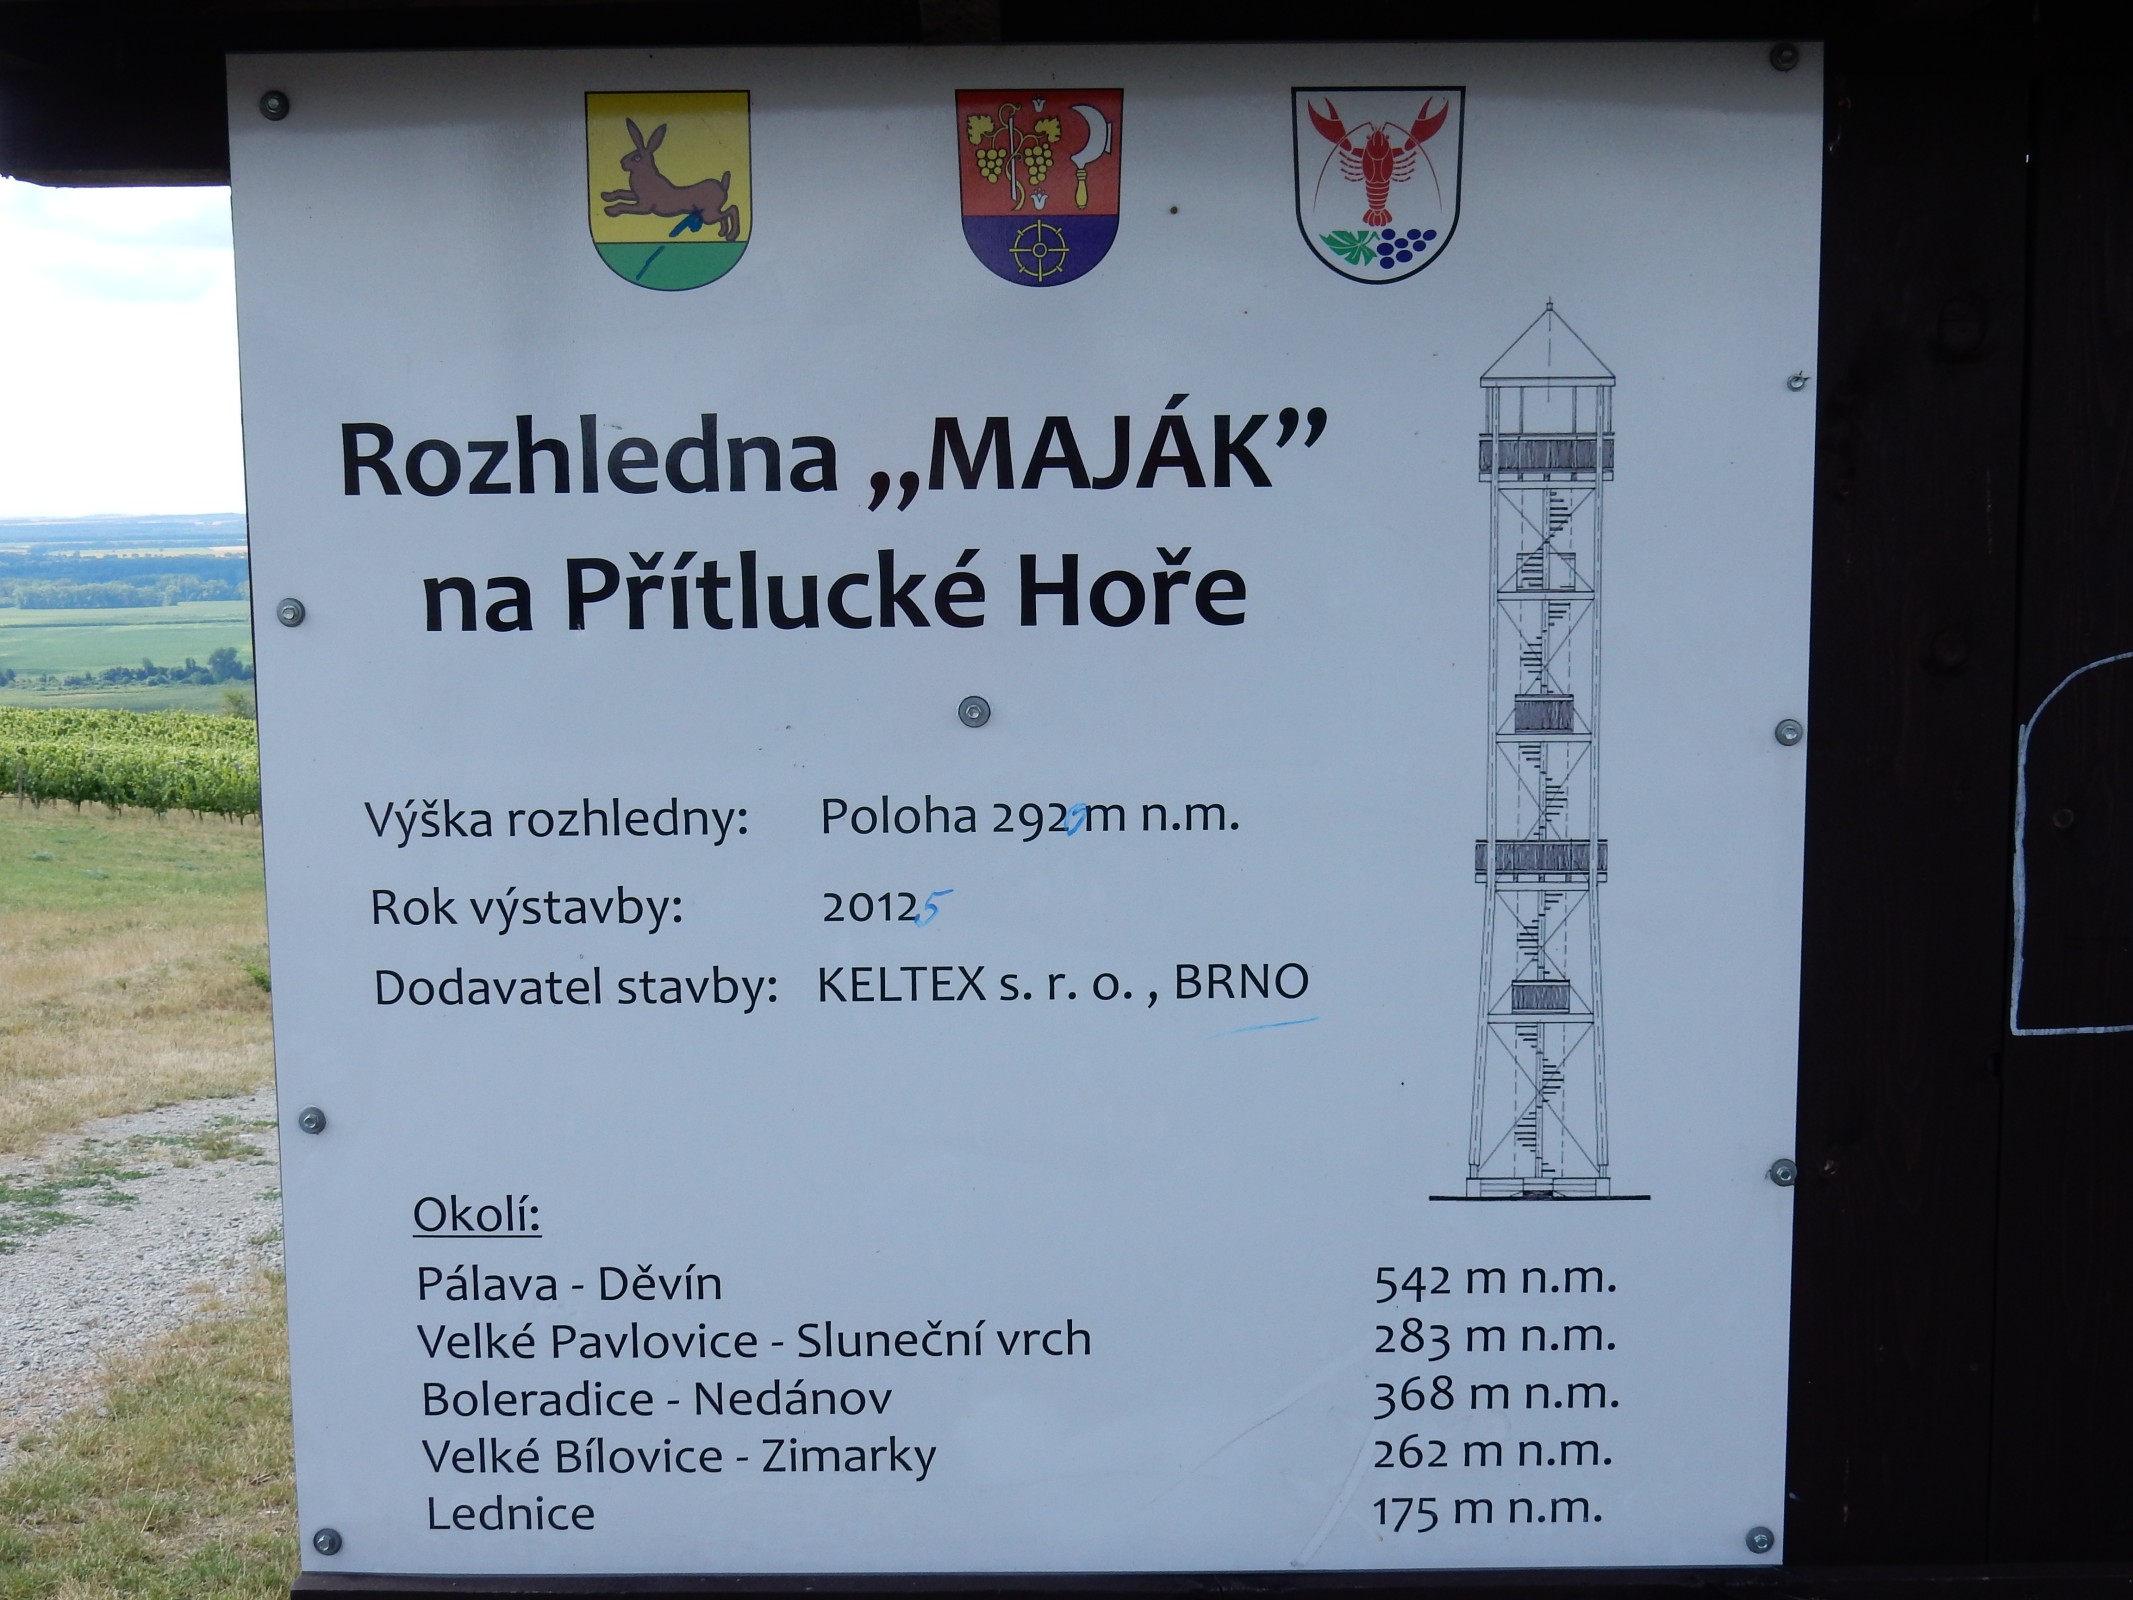 Rozhledna „MAJÁK”
na Přítlucké Hoře
Výška rozhledny: Poloha 292 m n.m.
Rok výstavby: 2012 5
Dodavatel stavby: KELTEX s. r. o. , BRNO
Okolí:
Pálava - Děvín 542 m n.m.
Velké Pavlovice - Sluneční vrch 283 m n.m.
Boleradice - Nedánov 368 m n.m.
Velké Bílovice - Zimarky 262 m n.m.
Lednice 175 m n.m.